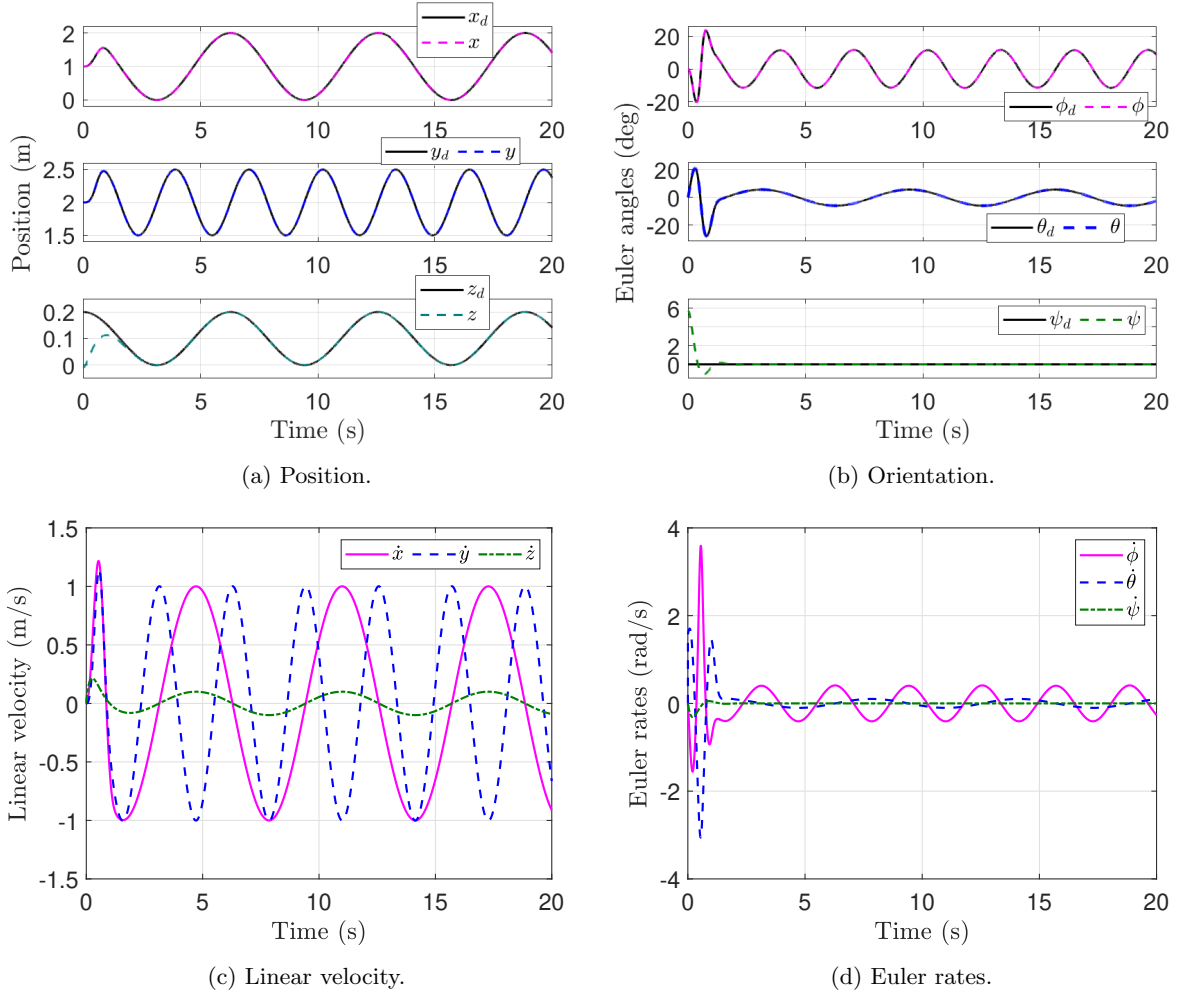 Position (m)
x_d x
2
1
0
0 5 10 15 20
y_d y
2.5
2
1.5
0 5 10 15 20
z_d z
0.2
0.1
0
0 5 10 15 20
Time (s)
(a) Position.
Euler angles (deg)
20
0
-20
ϕ_d ϕ
0 5 10 15 20
20
0
-20
θ_d θ
0 5 10 15 20
6
4
2
0
ψ_d ψ
0 5 10 15 20
Time (s)
(b) Orientation.
Linear velocity (m/s)
1.5
1
0.5
0
-0.5
-1
-1.5
ẋ ẏ ż
0 5 10 15 20
Time (s)
(c) Linear velocity.
Euler rates (rad/s)
4
2
0
-2
-4
ϕ̇
θ̇
ψ̇
0 5 10 15 20
Time (s)
(d) Euler rates.